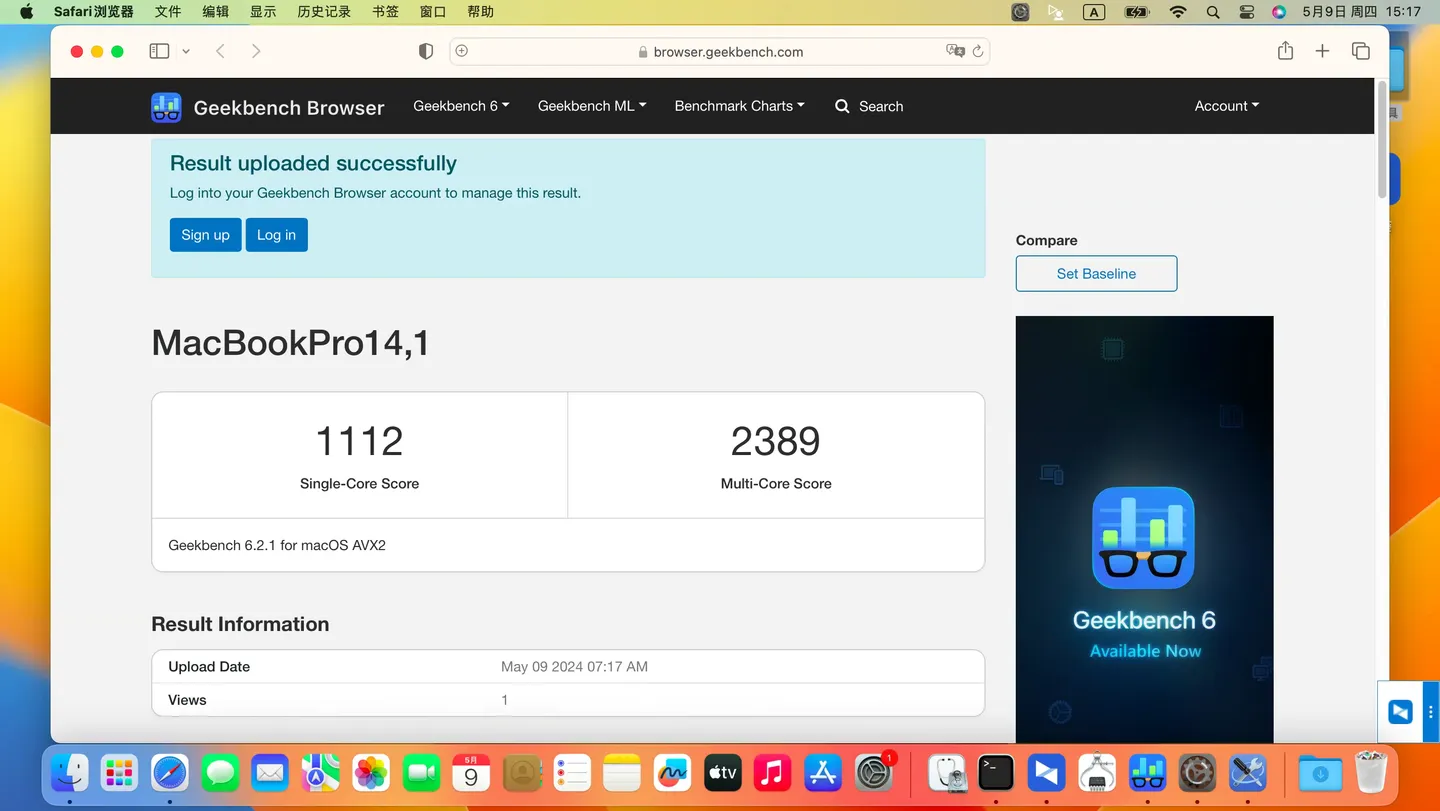 Safari浏览器 文件 编辑 显示 历史记录 书签 窗口 帮助 A 5月9日 周四 15:17
browser.geekbench.com
Geekbench Browser Geekbench 6 Geekbench ML Benchmark Charts Search Account
Result uploaded successfully
Log into your Geekbench Browser account to manage this result.
Sign up Log in
Compare
Set Baseline
MacBookPro14,1
1112 2389
Single-Core Score Multi-Core Score
Geekbench 6.2.1 for macOS AVX2
Result Information
Upload Date May 09 2024 07:17 AM
Views 1
Geekbench 6
Available Now
5月
9
tv
1